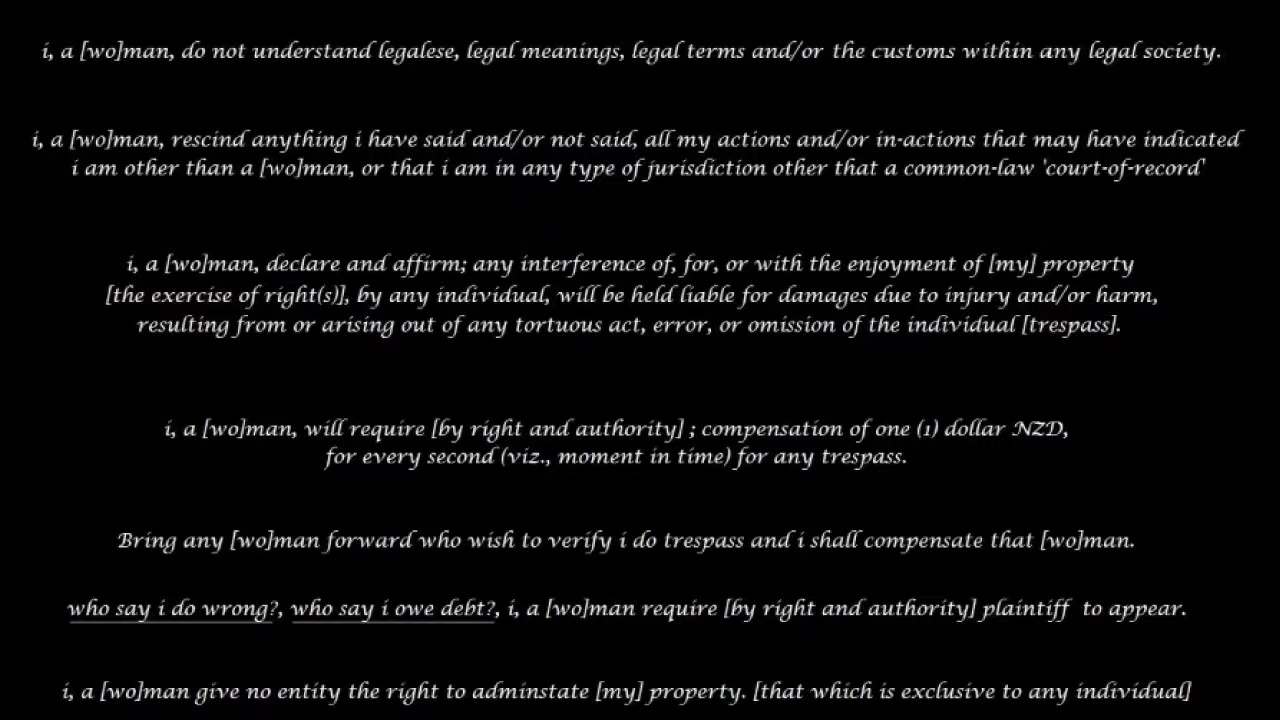 i, a [wo]man, do not understand legalese, legal meanings, legal terms and/or the customs within any legal society.
i, a [wo]man, rescind anything i have said and/or not said, all my actions and/or in-actions that may have indicated
i am other than a [wo]man, or that i am in any type of jurisdiction other that a common-law 'court-of-record'
i, a [wo]man, declare and affirm; any interference of, for, or with the enjoyment of [my] property
[the exercise of right(s)], by any individual, will be held liable for damages due to injury and/or harm,
resulting from or arising out of any tortuous act, error, or omission of the individual [trespass].
i, a [wo]man, will require [by right and authority] ; compensation of one (1) dollar NZD,
for every second (viz., moment in time) for any trespass.
Bring any [wo]man forward who wish to verify i do trespass and i shall compensate that [wo]man.
who say i do wrong?, who say i owe debt?, i, a [wo]man require [by right and authority] plaintiff to appear.
i, a [wo]man give no entity the right to adminstate [my] property. [that which is exclusive to any individual]